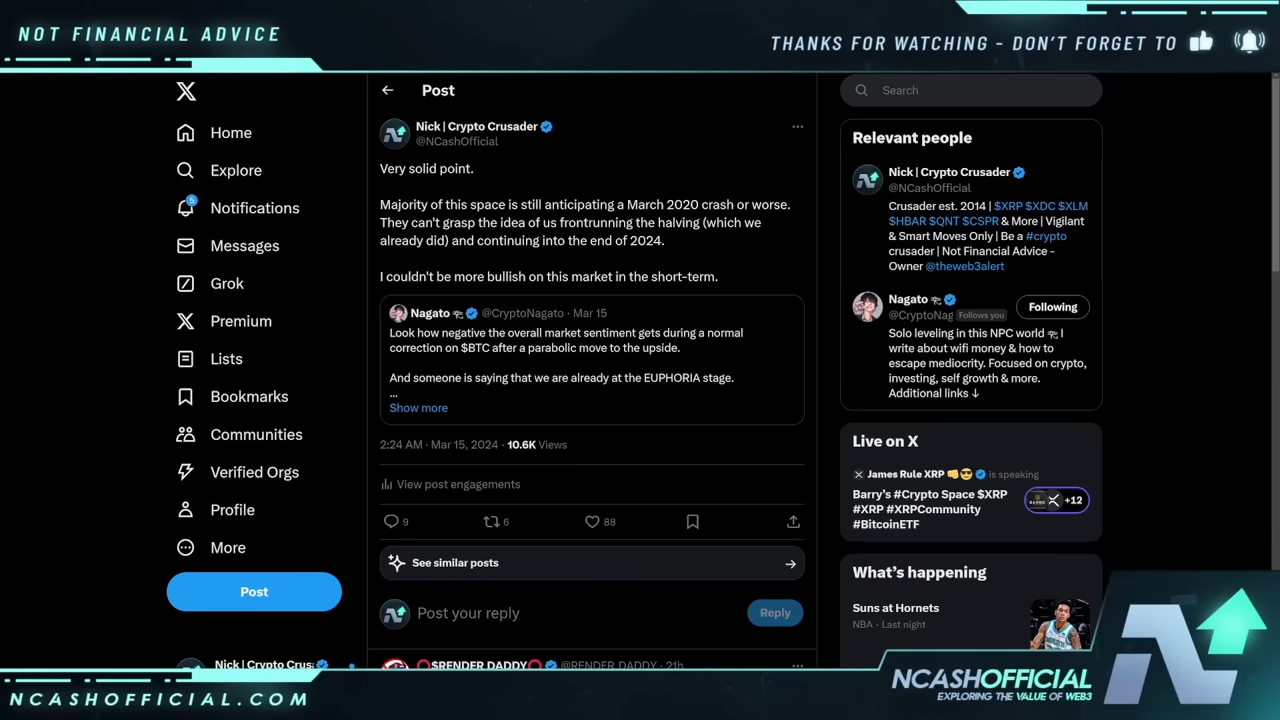 NOT FINANCIAL ADVICE
THANKS FOR WATCHING - DON'T FORGET TO
Home
Explore
5
Notifications
Messages
Grok
Premium
Lists
Bookmarks
Communities
Verified Orgs
Profile
More
Post
Nick | Crypto Crus
Post
Nick | Crypto Crusader
@NCashOfficial
Very solid point.
Majority of this space is still anticipating a March 2020 crash or worse.
They can't grasp the idea of us frontrunning the halving (which we
already did) and continuing into the end of 2024.
I couldn't be more bullish on this market in the short-term.
Nagato @CryptoNagato · Mar 15
Look how negative the overall market sentiment gets during a normal
correction on $BTC after a parabolic move to the upside.
And someone is saying that we are already at the EUPHORIA stage.
...
Show more
2:24 AM · Mar 15, 2024 · 10.6K Views
View post engagements
9 6 88
See similar posts
Post your reply
Reply
$RENDER DADDY @RENDER_DADDY · 21h
Search
Relevant people
Nick | Crypto Crusader
@NCashOfficial
Crusader est. 2014 | $XRP $XDC $XLM
$HBAR $QNT $CSPR & More | Vigilant
& Smart Moves Only | Be a #crypto
crusader | Not Financial Advice -
Owner @theweb3alert
Nagato
Following
@CryptoNag Follows you
Solo leveling in this NPC world I
write about wifi money & how to
escape mediocrity. Focused on crypto,
investing, self growth & more.
Additional links ↓
Live on X
James Rule XRP is speaking
Barry's #Crypto Space $XRP
#XRP #XRPCommunity
#BitcoinETF
+12
What's happening
Suns at Hornets
NBA · Last night
NCASHOFFICIAL.COM
NCASHOFFICIAL
EXPLORING THE VALUE OF WEB3